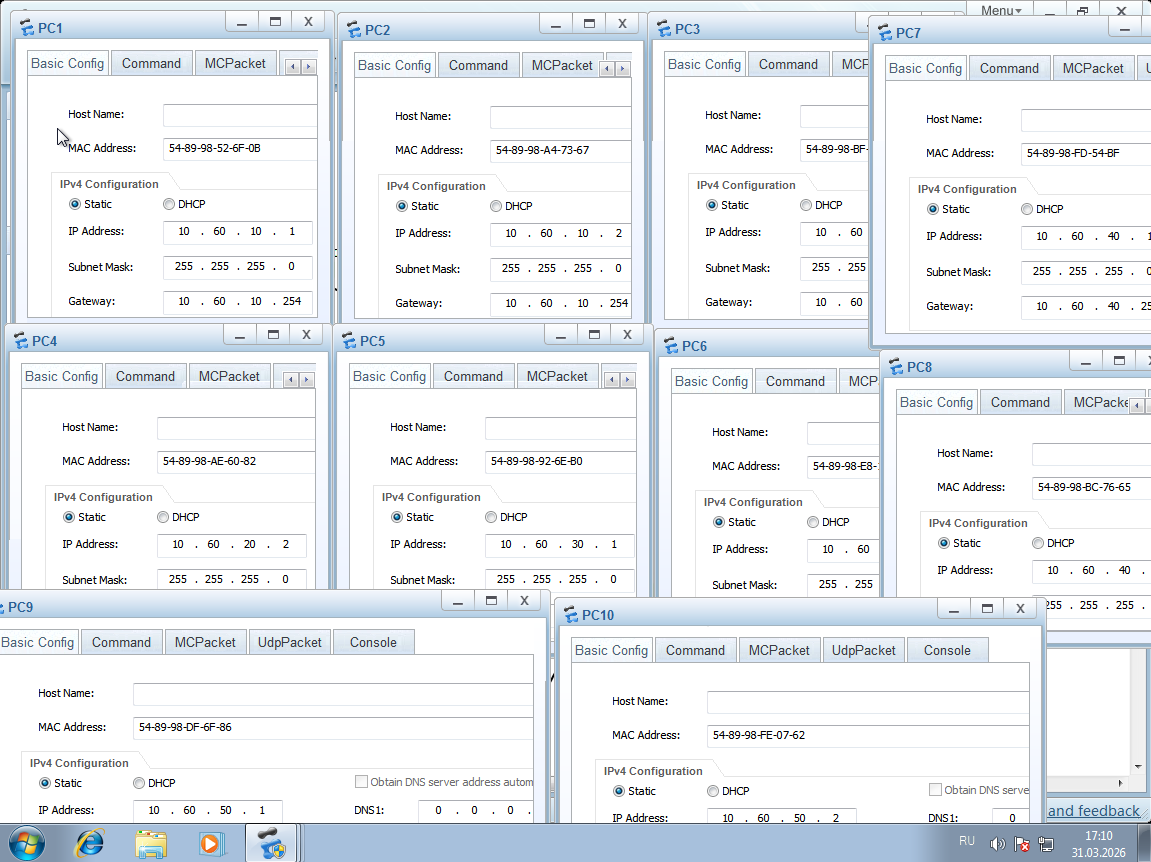 Menu
PC1
Basic Config Command MCPacket
Host Name:
MAC Address: 54-89-98-52-6F-0B
IPv4 Configuration
Static DHCP
IP Address: 10 . 60 . 10 . 1
Subnet Mask: 255 . 255 . 255 . 0
Gateway: 10 . 60 . 10 . 254
PC2
Basic Config Command MCPacket
Host Name:
MAC Address: 54-89-98-A4-73-67
IPv4 Configuration
Static DHCP
IP Address: 10 . 60 . 10 . 2
Subnet Mask: 255 . 255 . 255 . 0
Gateway: 10 . 60 . 10 . 254
PC3
Basic Config Command MCP
Host Name:
MAC Address: 54-89-98-BF-
IPv4 Configuration
Static DHCP
IP Address: 10 . 60
Subnet Mask: 255 . 255
Gateway: 10 . 60
PC7
Basic Config Command MCPacket
Host Name:
MAC Address: 54-89-98-FD-54-BF
IPv4 Configuration
Static DHCP
IP Address: 10 . 60 . 40 . 1
Subnet Mask: 255 . 255 . 255 . 0
Gateway: 10 . 60 . 40 . 25
PC4
Basic Config Command MCPacket
Host Name:
MAC Address: 54-89-98-AE-60-82
IPv4 Configuration
Static DHCP
IP Address: 10 . 60 . 20 . 2
Subnet Mask: 255 . 255 . 255 . 0
PC5
Basic Config Command MCPacket
Host Name:
MAC Address: 54-89-98-92-6E-B0
IPv4 Configuration
Static DHCP
IP Address: 10 . 60 . 30 . 1
Subnet Mask: 255 . 255 . 255 . 0
PC6
Basic Config Command MCP
Host Name:
MAC Address: 54-89-98-E8-
IPv4 Configuration
Static DHCP
IP Address: 10 . 60
Subnet Mask: 255 . 255
PC8
Basic Config Command MCPacke
Host Name:
MAC Address: 54-89-98-BC-76-65
IPv4 Configuration
Static DHCP
IP Address: 10 . 60 . 40 .
255 . 255 . 255 .
PC9
Basic Config Command MCPacket UdpPacket Console
Host Name:
MAC Address: 54-89-98-DF-6F-86
IPv4 Configuration
Static DHCP Obtain DNS server address autom
IP Address: 10 . 60 . 50 . 1 DNS1: 0 . 0 . 0 .
PC10
Basic Config Command MCPacket UdpPacket Console
Host Name:
MAC Address: 54-89-98-FE-07-62
IPv4 Configuration
Static DHCP Obtain DNS serve
IP Address: 10 . 60 . 50 . 2 DNS1: 0
and feedback
RU
17:10
31.03.2026